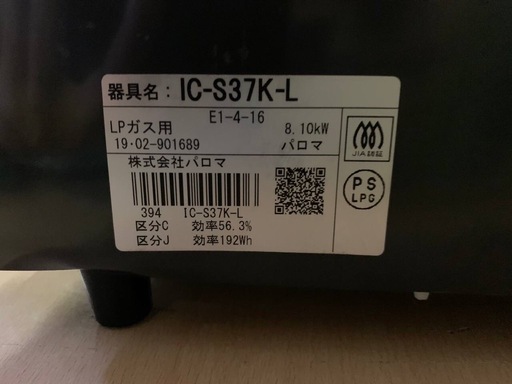 器具名：IC-S37K-L
E1-4-16
LPガス用 8.10kW
19・02-901689 パロマ
JIA認証
株式会社パロマ
PS
LPG
394 IC-S37K-L
区分C 効率56.3%
区分J 効率192Wh